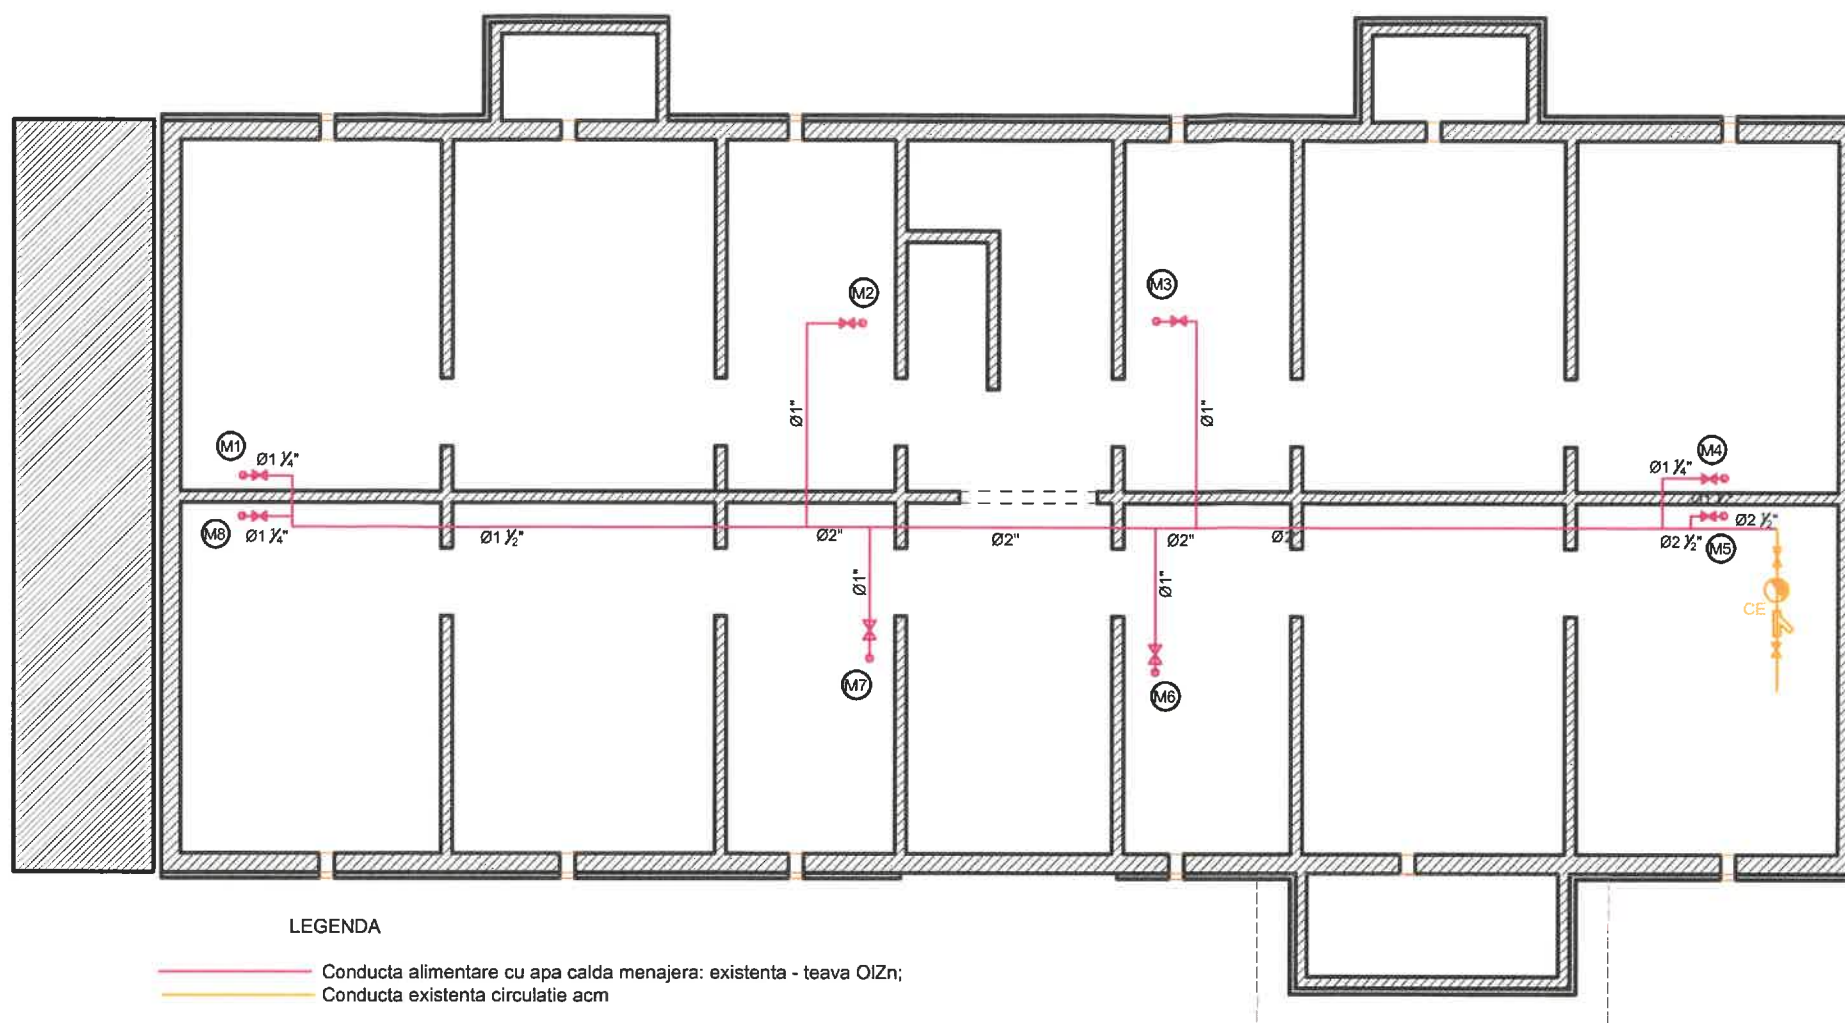 M2
M3
Ø1"
Ø1"
M1
Ø1 ¼"
M4
Ø1 ¼"
M8
Ø1 ¼"
Ø1 ½"
Ø2"
Ø2"
Ø2"
Ø2 ½"
Ø2 ½"
M5
Ø1"
Ø1"
CE
M7
M6
LEGENDA
Conducta alimentare cu apa calda menajera: existenta - teava OlZn;
Conducta existenta circulatie acm